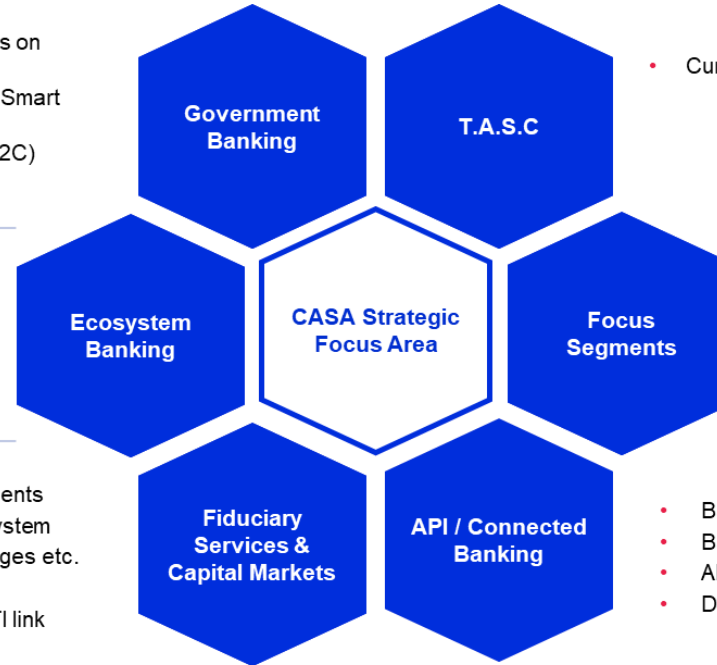 s on
Smart
2C)
Government
Banking
T.A.S.C
Ecosystem
Banking
CASA Strategic
Focus Area
Focus
Segments
ents
ystem
ges etc.
l link
Fiduciary
Services &
Capital Markets
API / Connected
Banking
• Cur
• B
• B
• Al
• D